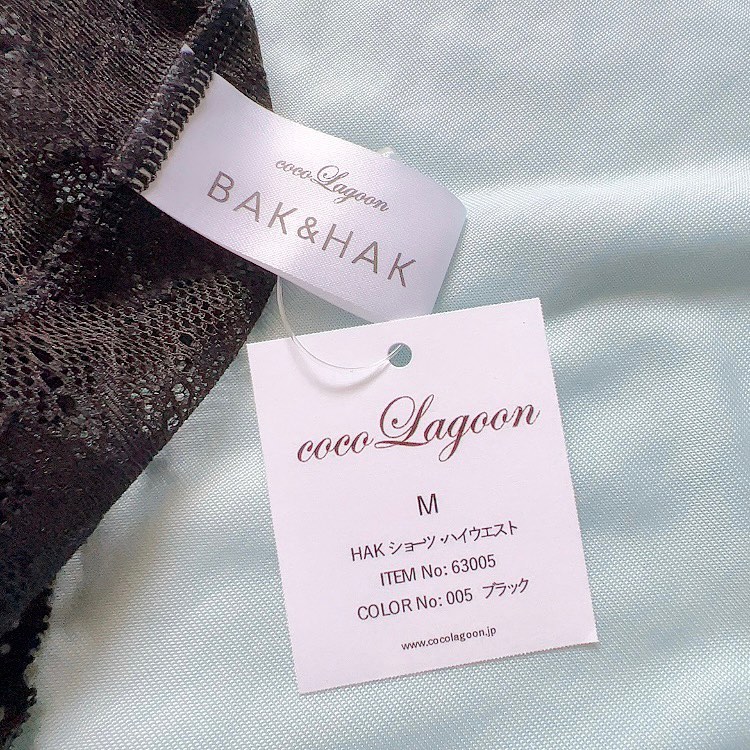 coco Lagoon
BAK&HAK
coco Lagoon
M
HAK ショーツ・ハイウエスト
ITEM No: 63005
COLOR No: 005 ブラック
www.cocolagoon.jp